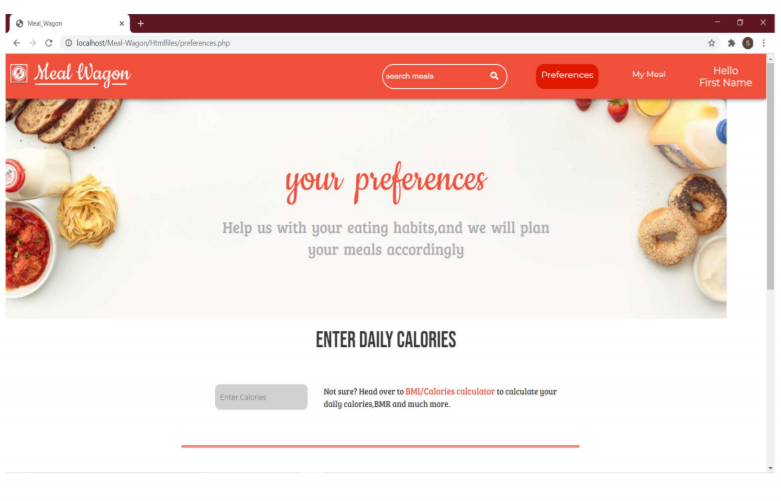 Meal_Wagon
localhost/Meal-Wagon/Htmlfiles/preferences.php
S
Meal Wagon
search meals
Preferences
My Meal
Hello
First Name
your preferences
Help us with your eating habits,and we will plan
your meals accordingly
ENTER DAILY CALORIES
Enter Calories
Not sure? Head over to BMI/Calories calculator to calculate your
daily calories,BMR and much more.